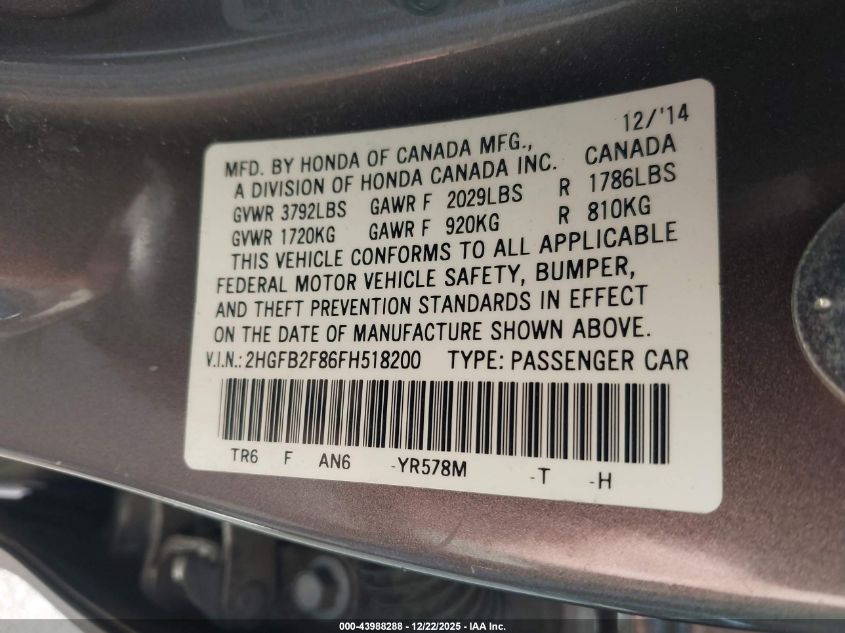 12/'14
MFD. BY HONDA OF CANADA MFG.,
A DIVISION OF HONDA CANADA INC. CANADA
GVWR 3792LBS GAWR F 2029LBS R 1786LBS
GVWR 1720KG GAWR F 920KG R 810KG
THIS VEHICLE CONFORMS TO ALL APPLICABLE
FEDERAL MOTOR VEHICLE SAFETY, BUMPER,
AND THEFT PREVENTION STANDARDS IN EFFECT
ON THE DATE OF MANUFACTURE SHOWN ABOVE.
V.I.N.: 2HGFB2F86FH518200 TYPE: PASSENGER CAR
TR6 F AN6 -YR578M -T -H
000-43988288 - 12/22/2025 - IAA Inc.